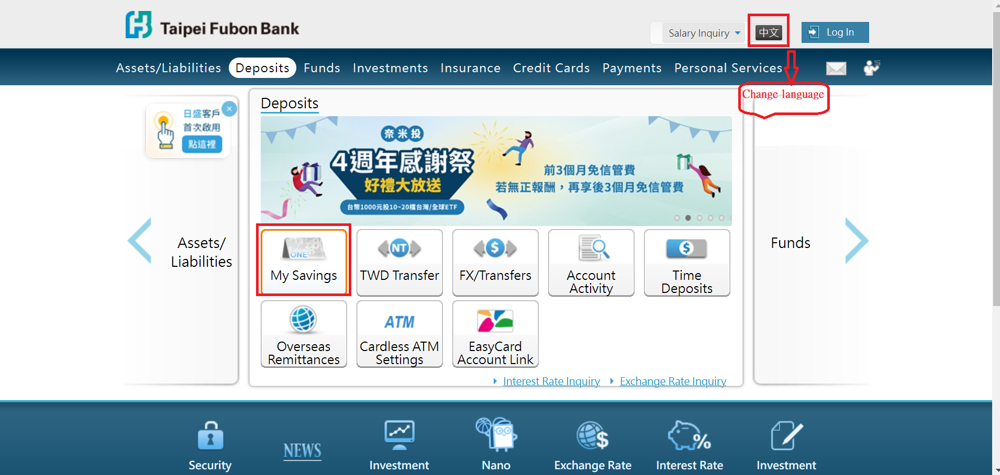 Taipei Fubon Bank
Salary Inquiry
中文
Log In
Assets/Liabilities
Deposits
Funds
Investments
Insurance
Credit Cards
Payments
Personal Services
Change language
日盛客戶
首次啟用
點這裡
Assets/
Liabilities
Deposits
奈米投
4週年感謝祭
好禮大放送
台幣1000元投10~20檔台灣/全球ETF
前3個月免信管費
若無正報酬,再享後3個月免信管費
ONE
My Savings
NT
TWD Transfer
$
FX/Transfers
Account
Activity
$
Time
Deposits
Overseas
Remittances
ATM
Cardless ATM
Settings
EasyCard
Account Link
Interest Rate Inquiry
Exchange Rate Inquiry
Funds
Security
NEWS
Investment
Nano
$
Exchange Rate
%
Interest Rate
Investment